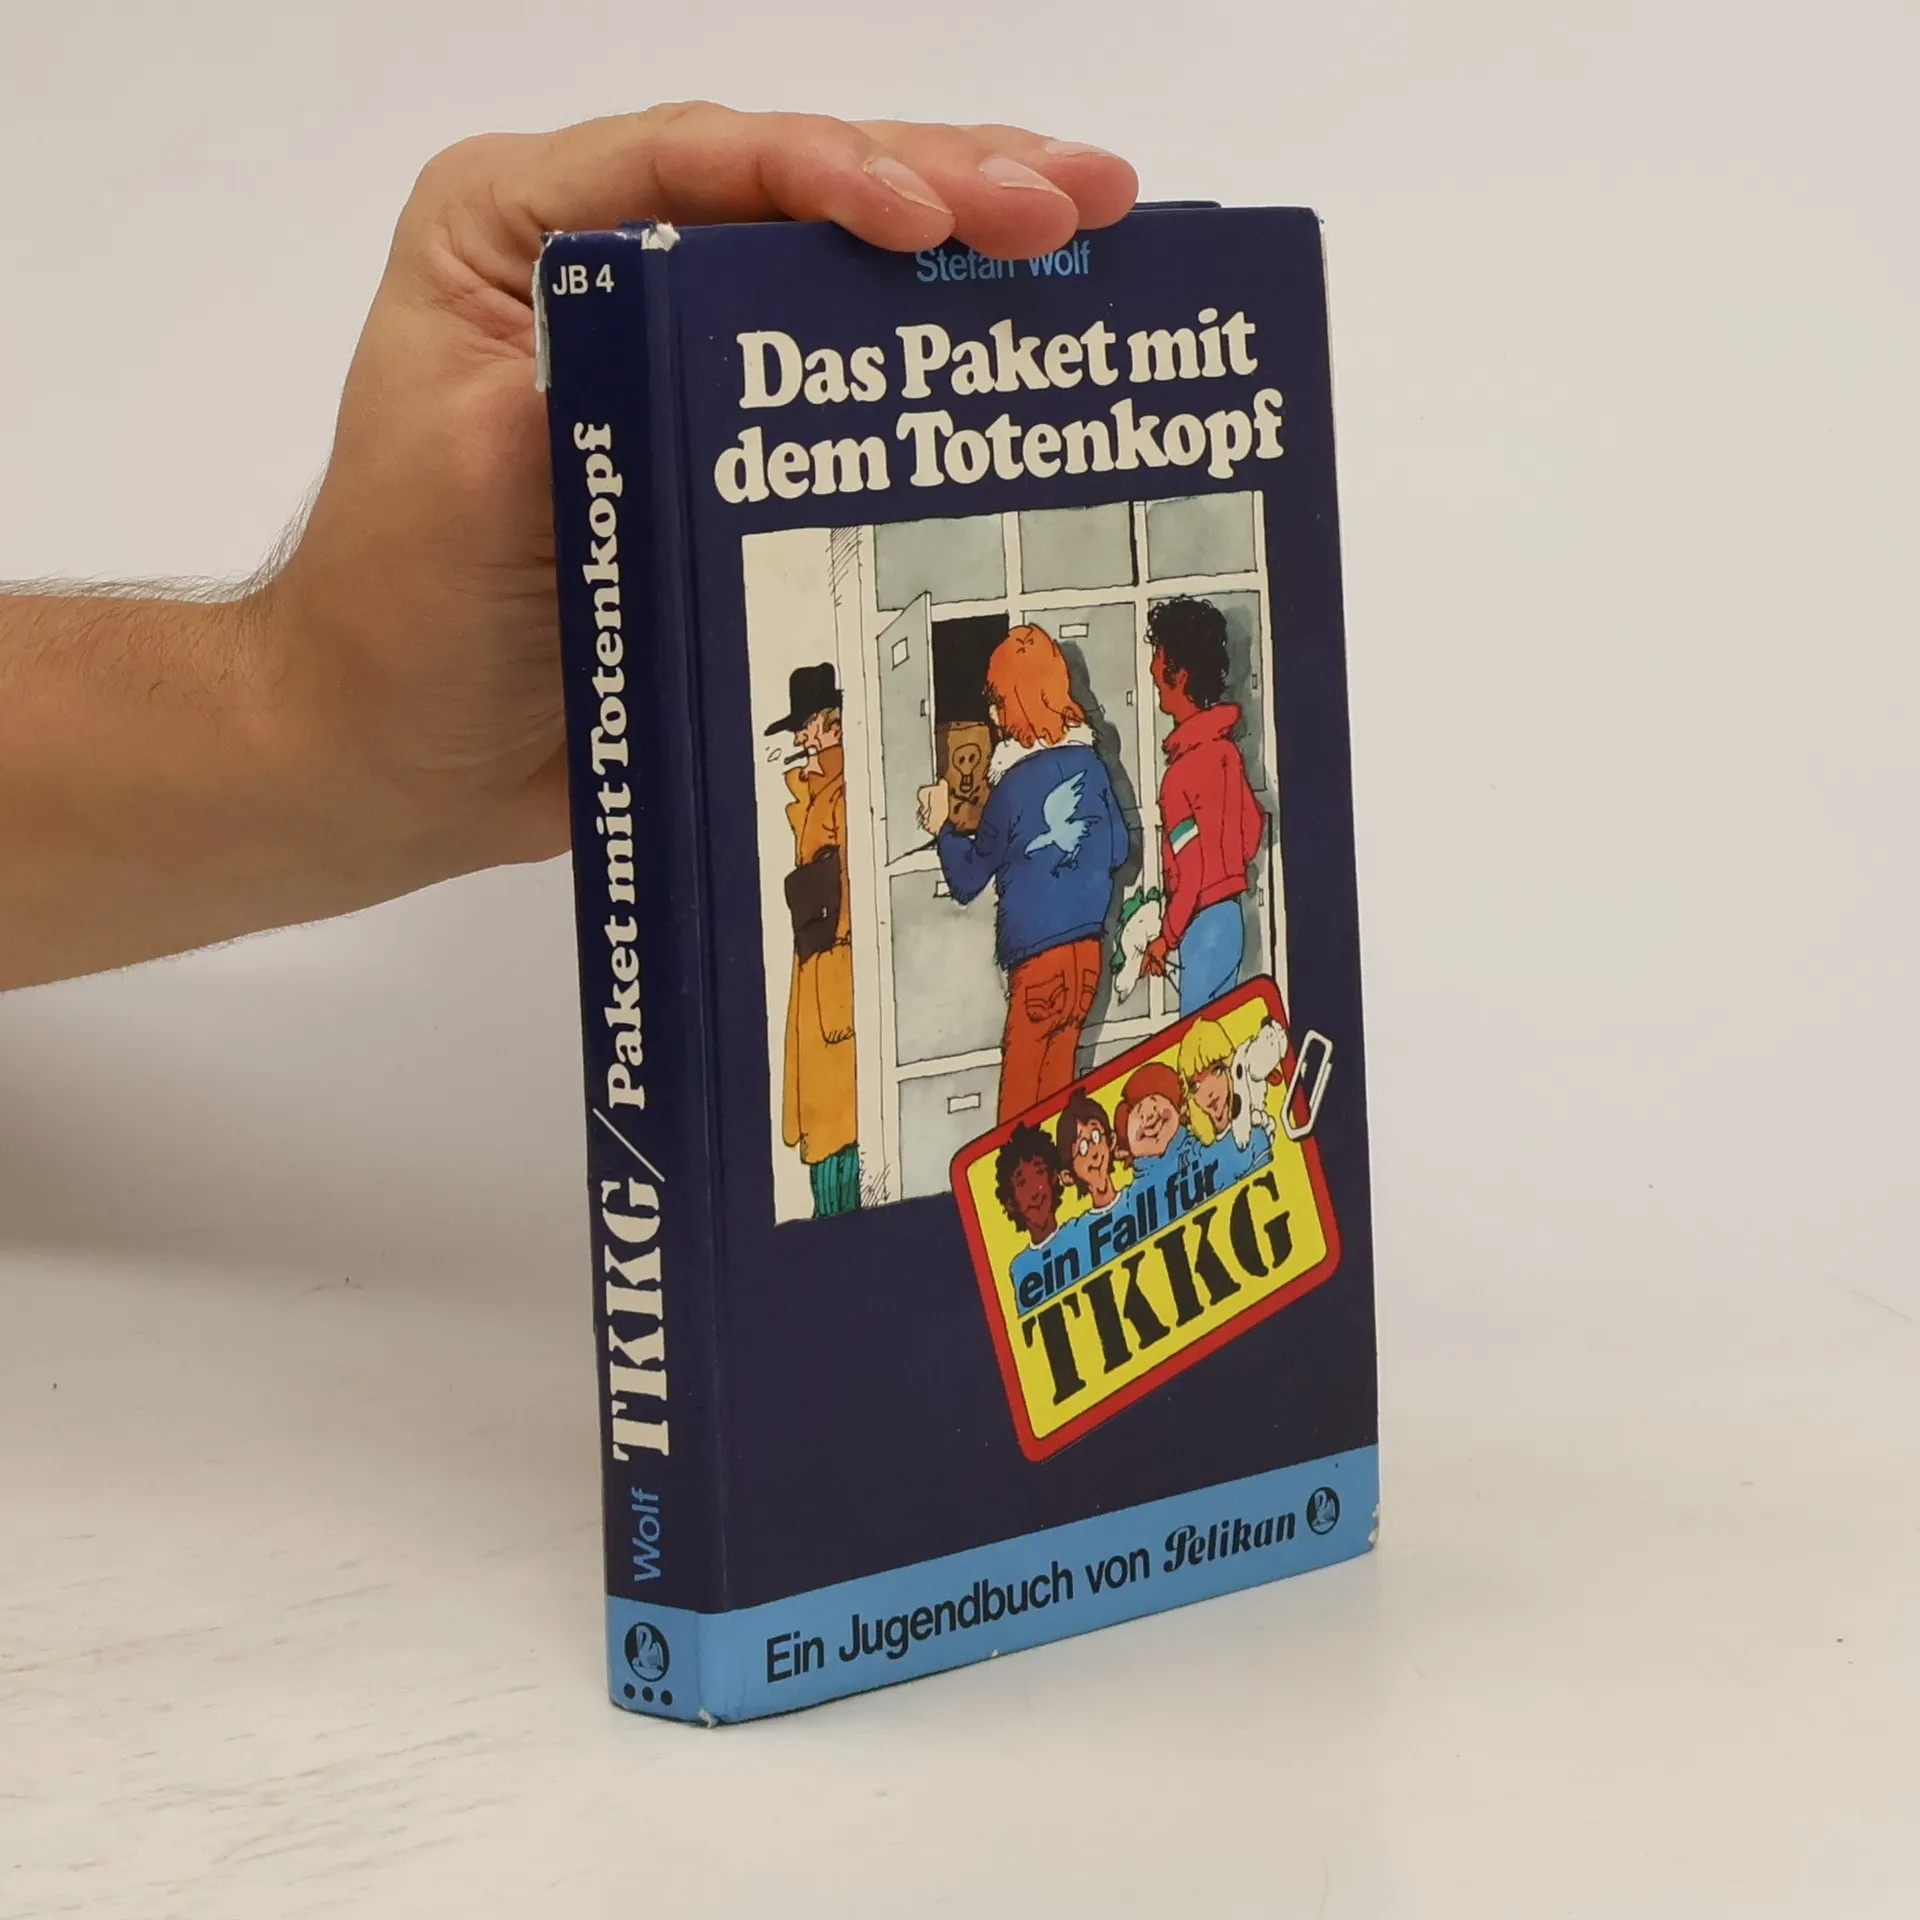 JB 4
TKKG/Paket mit Totenkopf
Wolf
Stefan Wolf
Das Paket mit
dem Totenkopf
ein Fall für
TKKG
Ein Jugendbuch von Pelikan